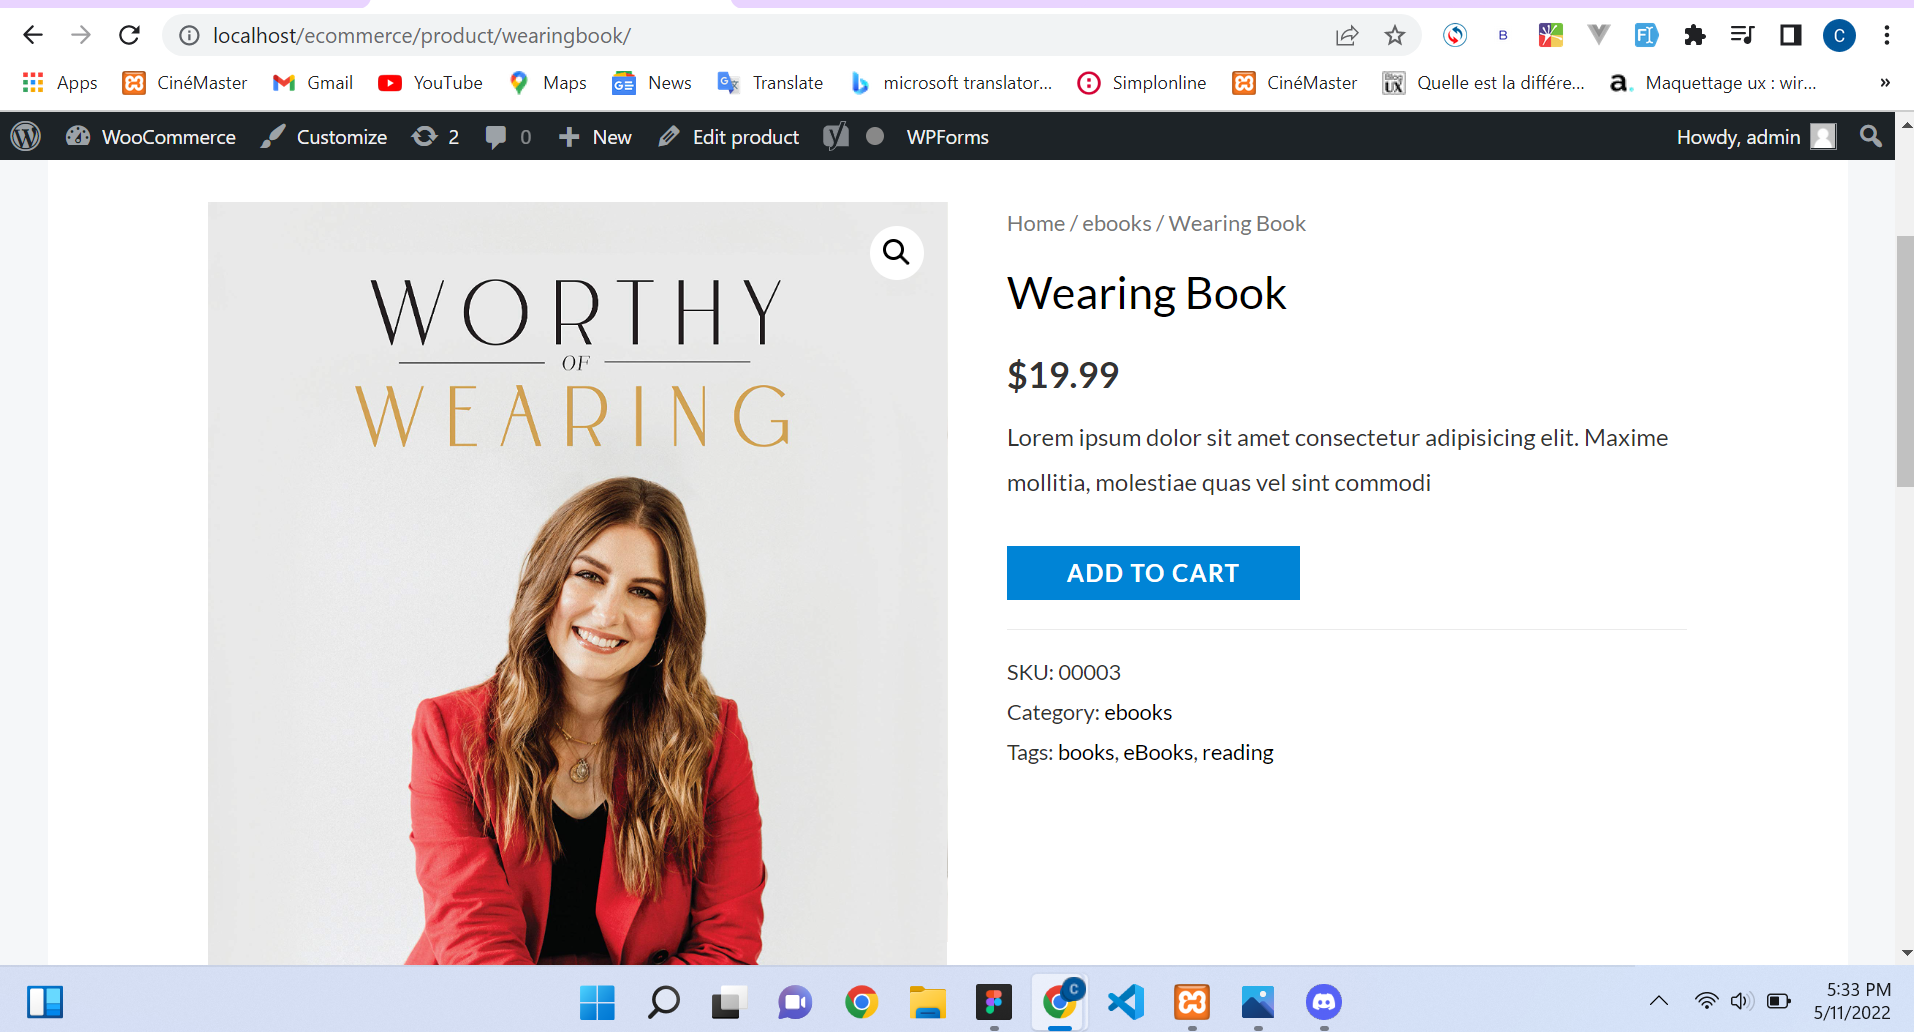 localhost/ecommerce/product/wearingbook/
C
Apps
CinéMaster
Gmail
YouTube
Maps
News
Translate
microsoft translator...
Simplonline
CinéMaster
Quelle est la différe...
Maquettage ux : wir...
»
WooCommerce
Customize
2
0
New
Edit product
WPForms
Howdy, admin
WORTHY
OF
WEARING
Home / ebooks / Wearing Book
Wearing Book
$19.99
Lorem ipsum dolor sit amet consectetur adipisicing elit. Maxime
mollitia, molestiae quas vel sint commodi
ADD TO CART
SKU: 00003
Category: ebooks
Tags: books, eBooks, reading
C
5:33 PM
5/11/2022